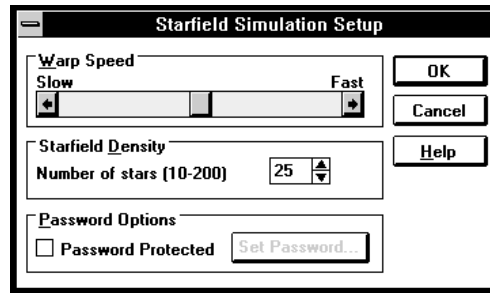 Starfield Simulation Setup
Warp Speed
Slow Fast
OK
Cancel
Help
Starfield Density
Number of stars (10-200) 25
Password Options
Password Protected Set Password...